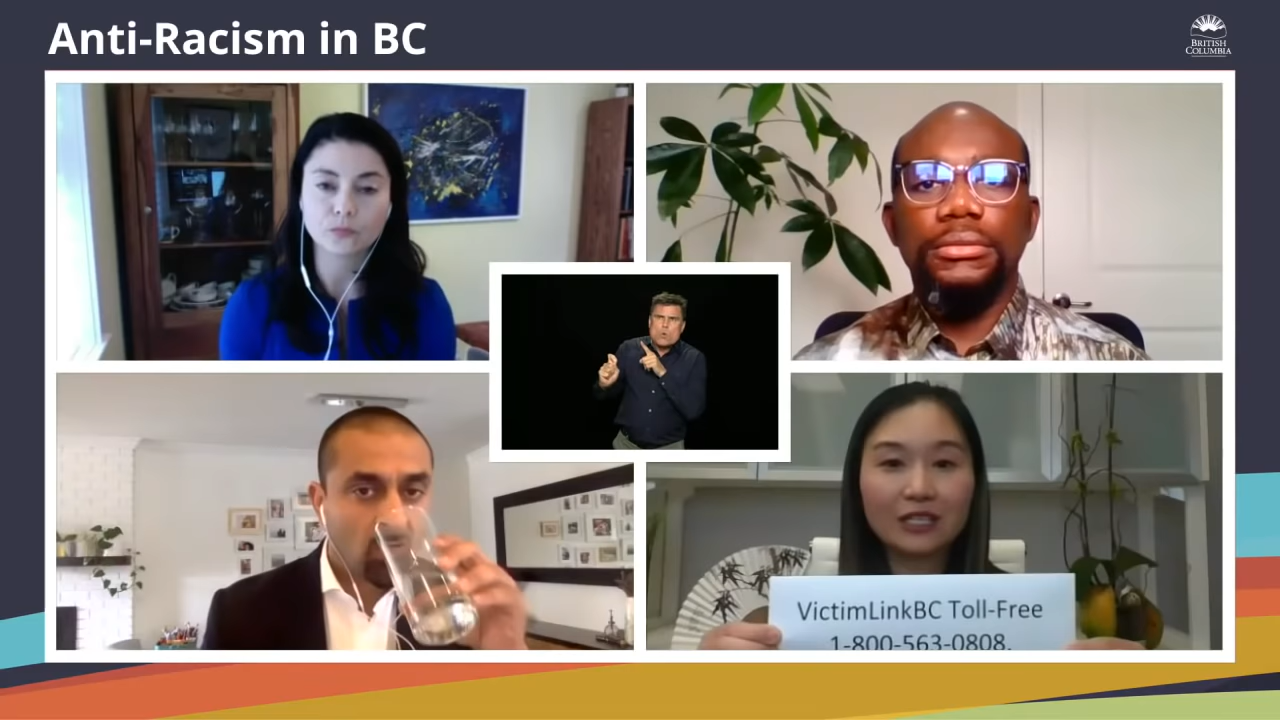 Anti-Racism in BC
BRITISH
COLUMBIA
VictimLinkBC Toll-Free
1-800-563-0808.